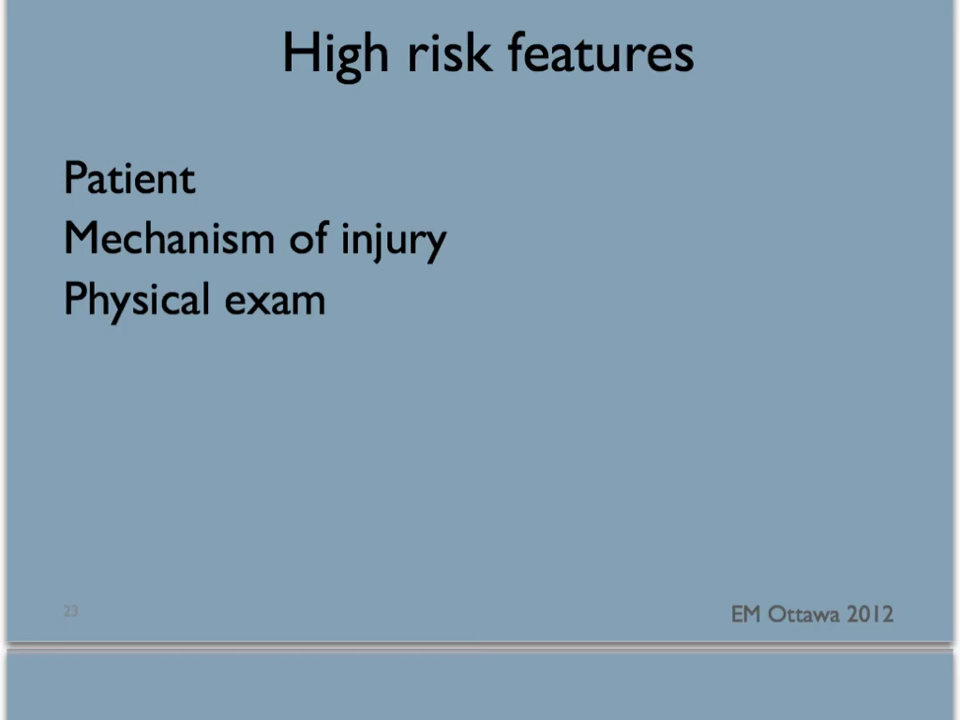 High risk features
Patient
Mechanism of injury
Physical exam
23
EM Ottawa 2012